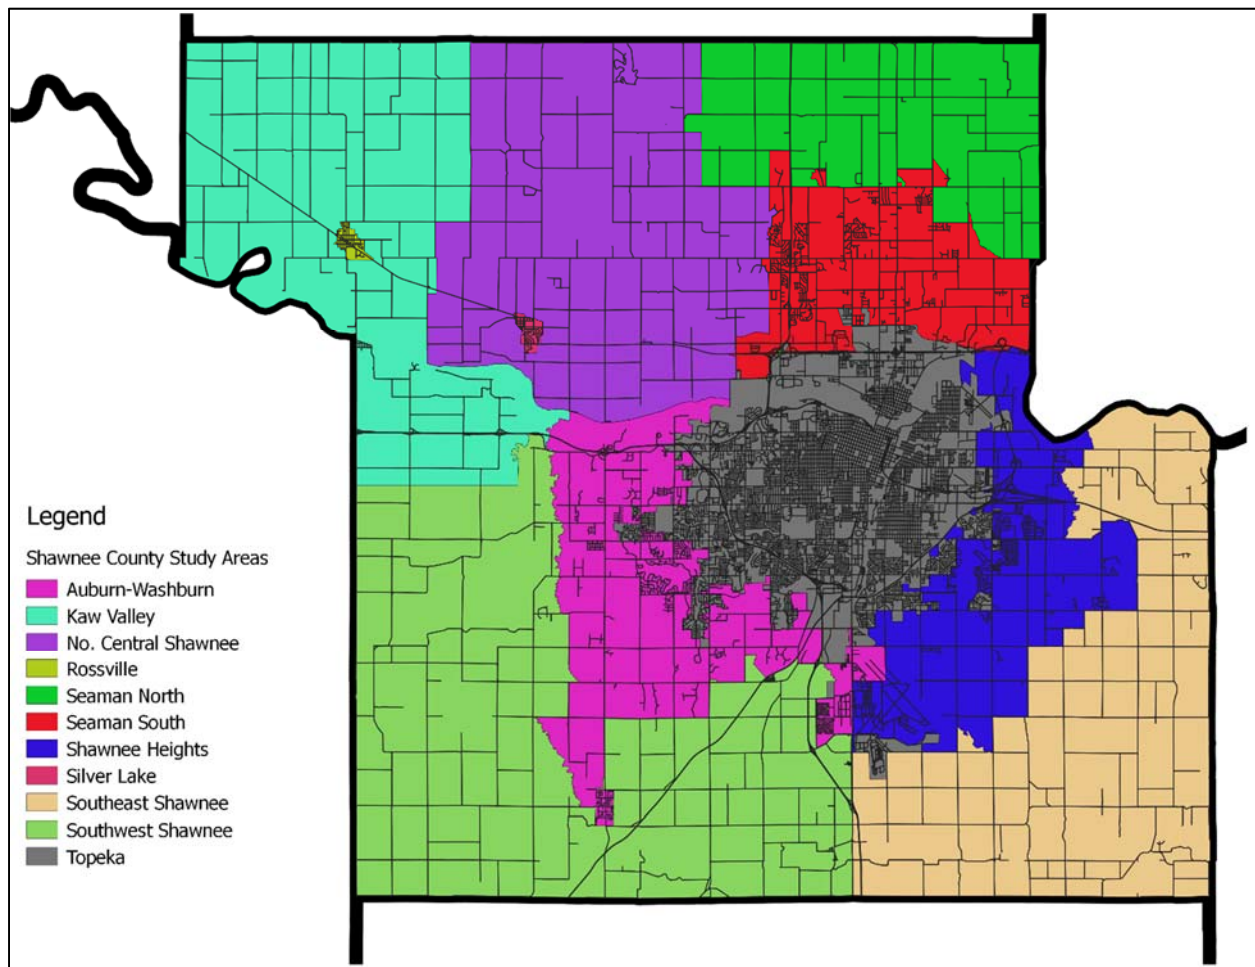 Legend
Shawnee County Study Areas
Auburn-Washburn
Kaw Valley
No. Central Shawnee
Rossville
Seaman North
Seaman South
Shawnee Heights
Silver Lake
Southeast Shawnee
Southwest Shawnee
Topeka